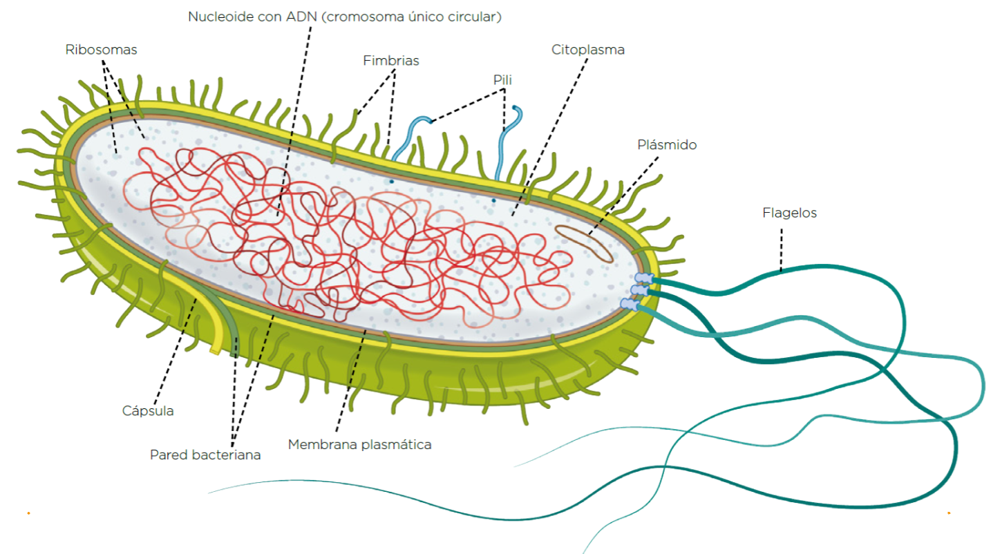 Nucleoide con ADN (cromosoma único circular)
Ribosomas
Fimbrias
Citoplasma
Pili
Plásmido
Flagelos
Cápsula
Pared bacteriana
Membrana plasmática